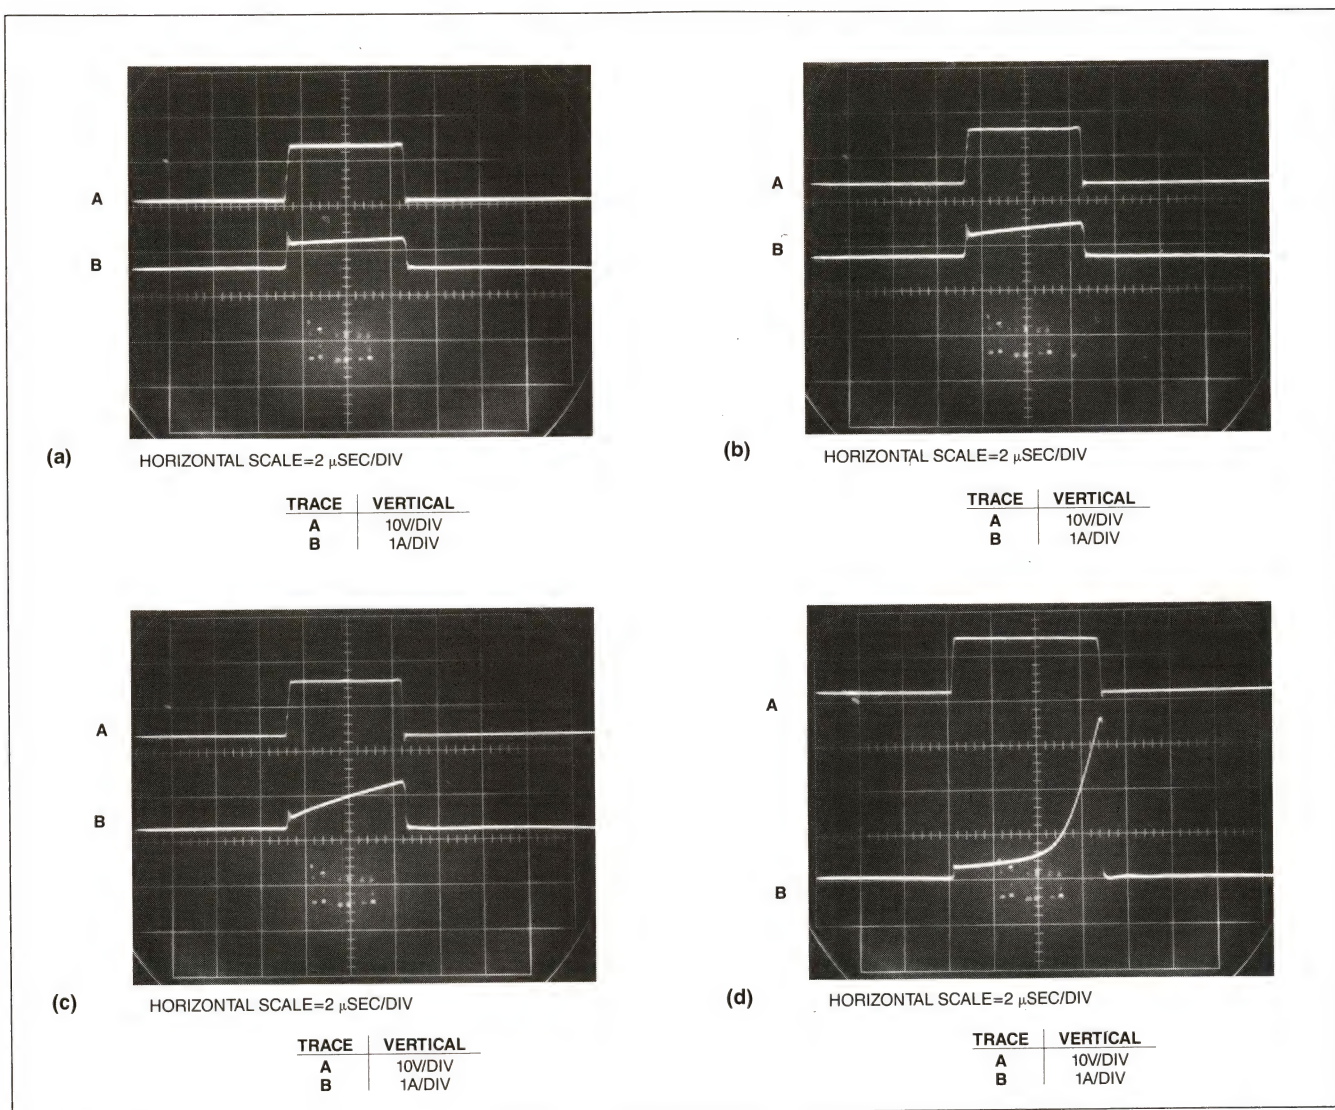 A
B
(a)
HORIZONTAL SCALE=2 μSEC/DIV
TRACE VERTICAL
A 10V/DIV
B 1A/DIV
A
B
(b)
HORIZONTAL SCALE=2 μSEC/DIV
TRACE VERTICAL
A 10V/DIV
B 1A/DIV
A
B
(c)
HORIZONTAL SCALE=2 μSEC/DIV
TRACE VERTICAL
A 10V/DIV
B 1A/DIV
A
B
(d)
HORIZONTAL SCALE=2 μSEC/DIV
TRACE VERTICAL
A 10V/DIV
B 1A/DIV